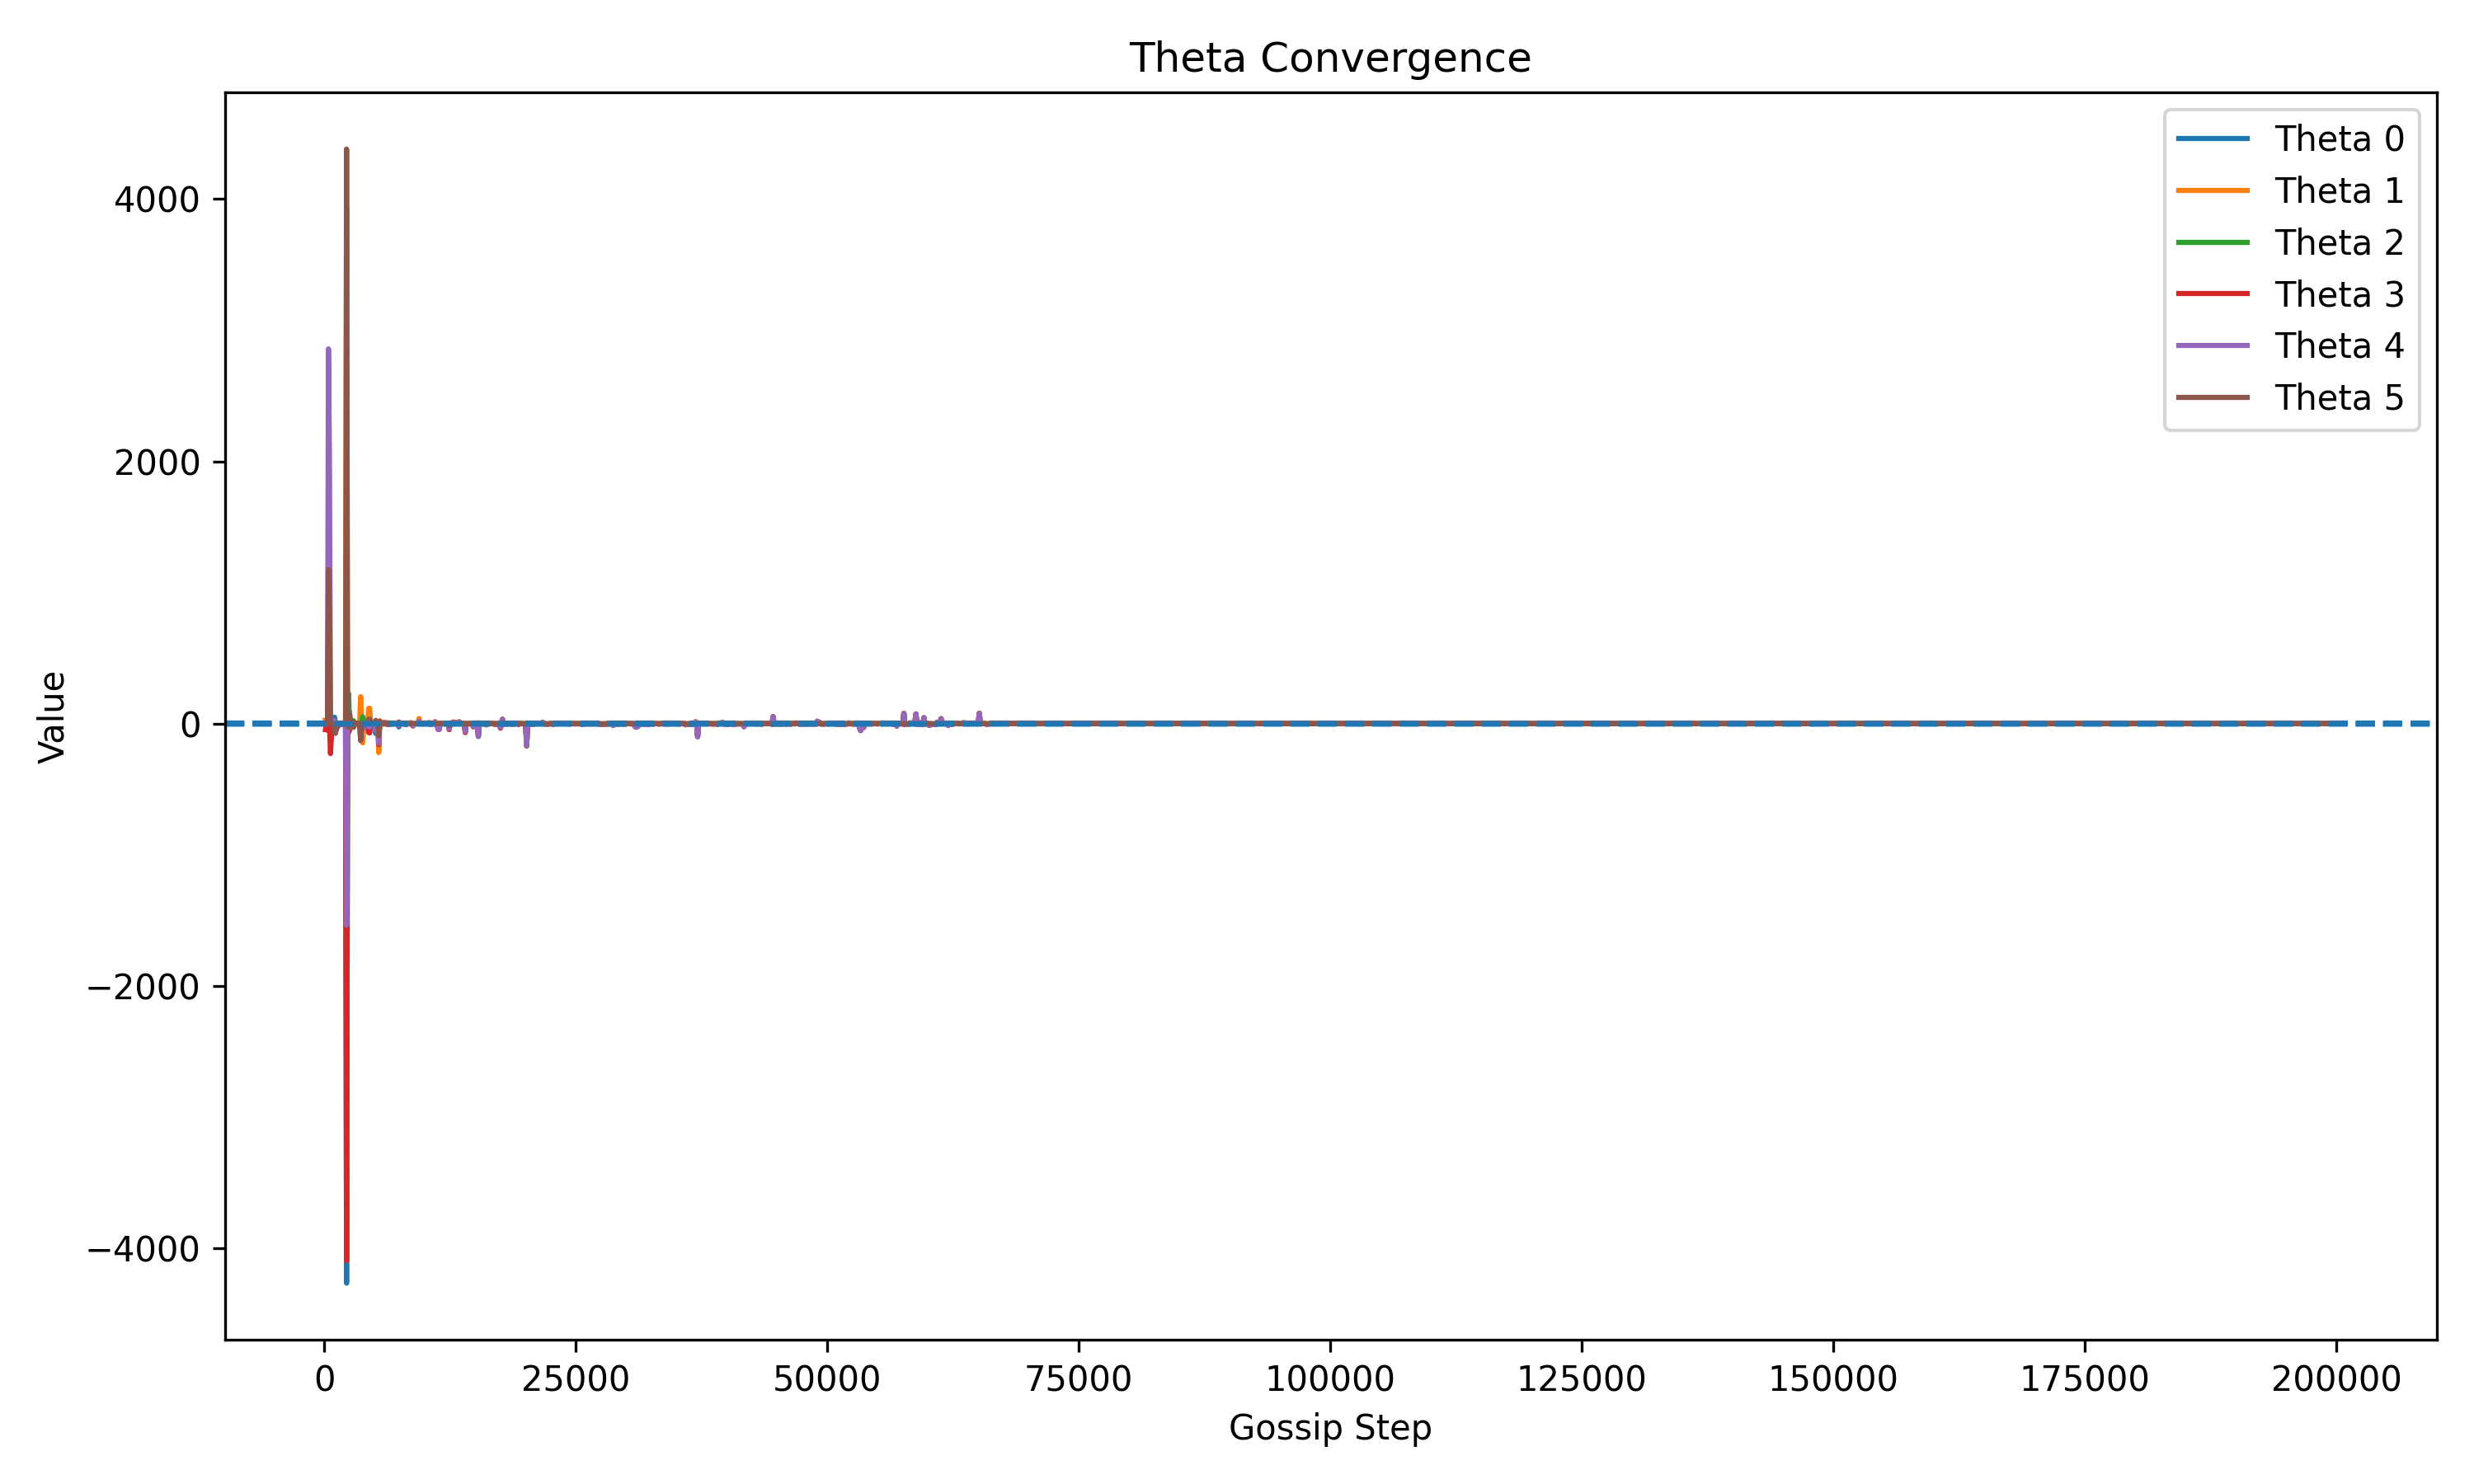 Theta Convergence
Theta 0
Theta 1
Theta 2
Theta 3
Theta 4
Theta 5
4000
2000
0
−2000
−4000
Value
0 25000 50000 75000 100000 125000 150000 175000 200000
Gossip Step